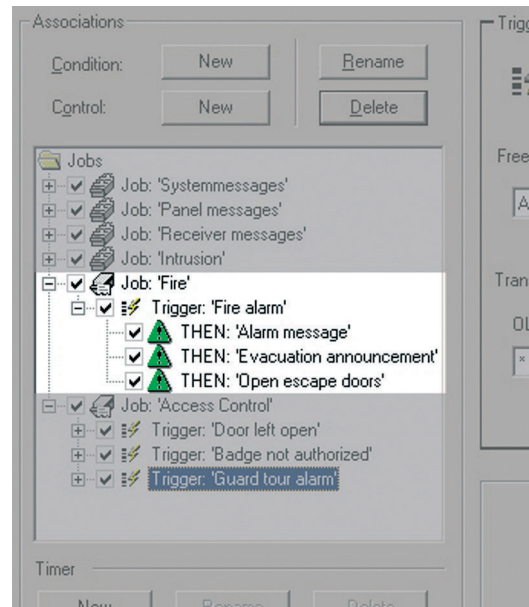 Associations
Trigg
Condition: New Rename
Control: New Delete
Free
Jobs
Job: 'Systemmessages'
Job: 'Panel messages'
Job: 'Receiver messages'
Job: 'Intrusion'
Job: 'Fire'
Trigger: 'Fire alarm'
THEN: 'Alarm message'
THEN: 'Evacuation announcement'
THEN: 'Open escape doors'
Job: 'Access Control'
Trigger: 'Door left open'
Trigger: 'Badge not authorized'
Trigger: 'Guard tour alarm'
A
Tran
OL
*
Timer
New Rename Delete